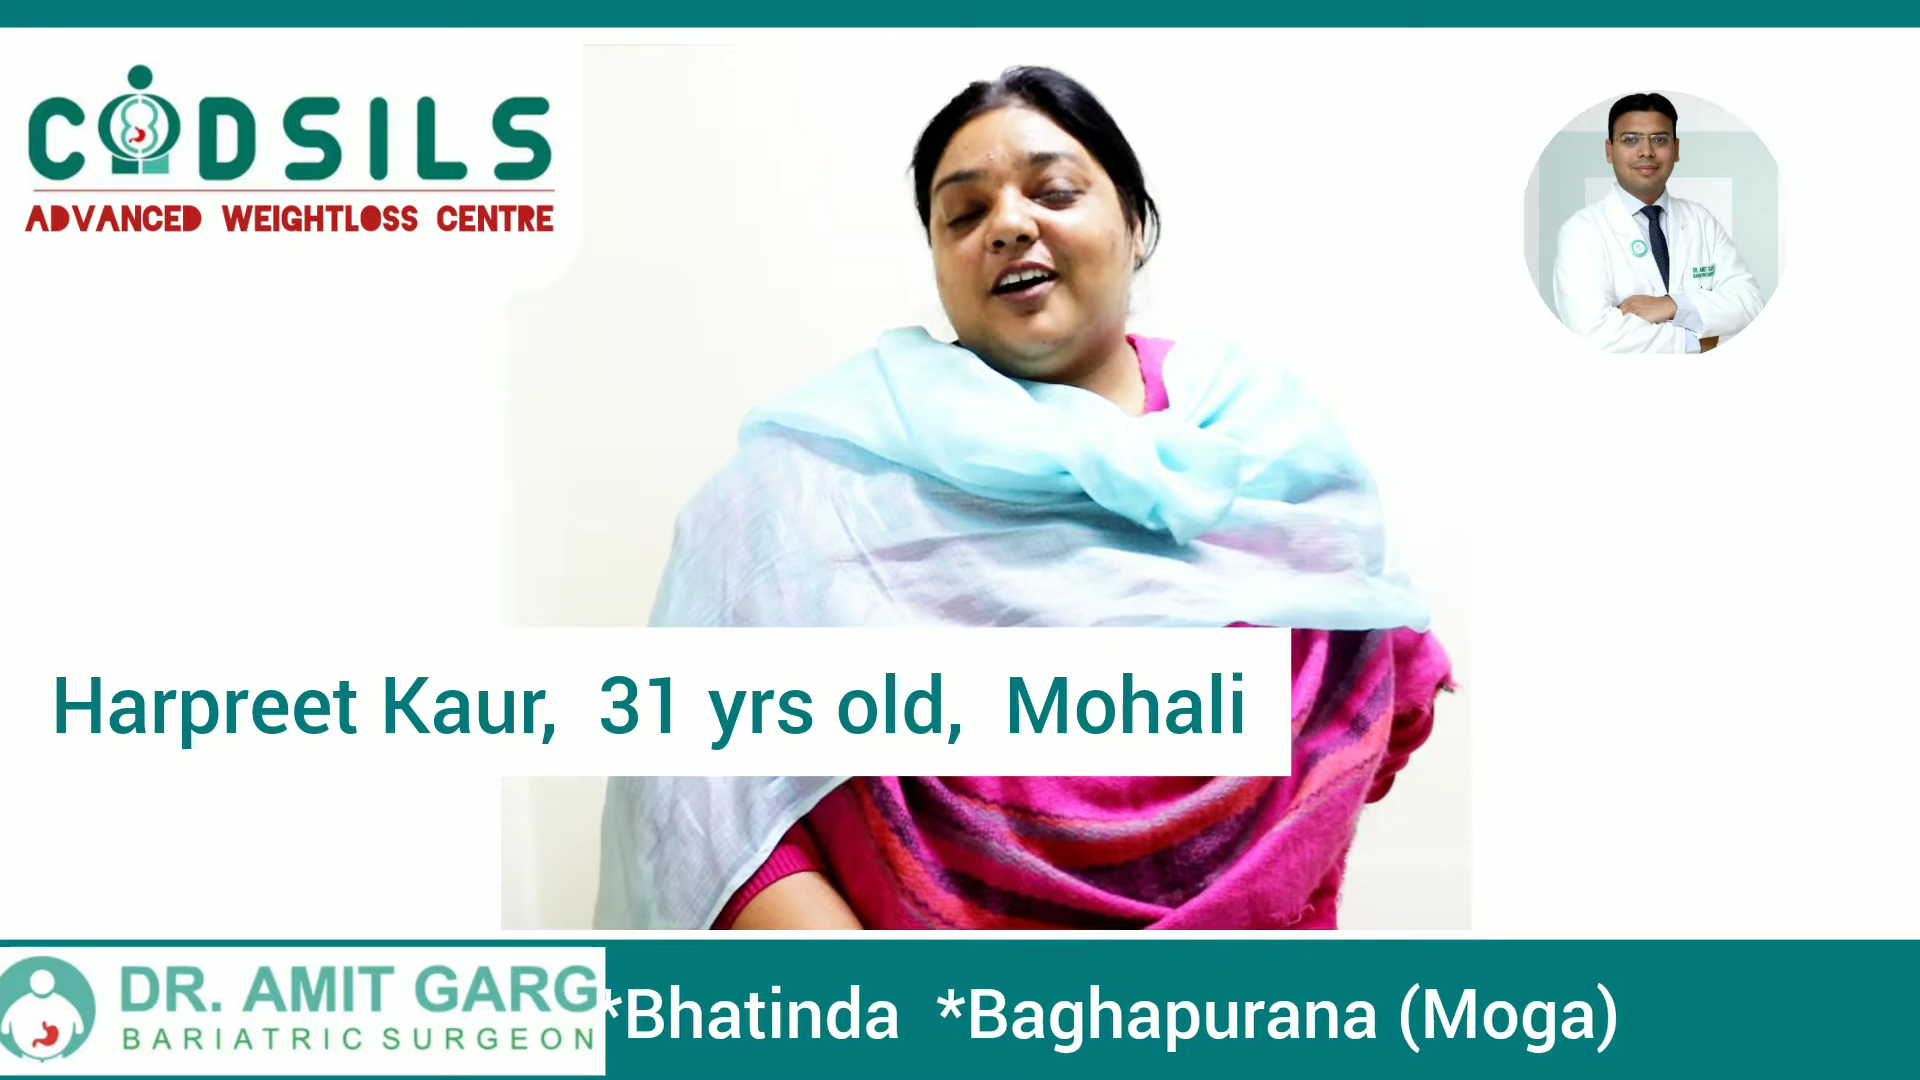 CODSILS
ADVANCED WEIGHTLOSS CENTRE
Harpreet Kaur, 31 yrs old, Mohali
DR. AMIT GARG
BARIATRIC SURGEON
*Bhatinda *Baghapurana (Moga)